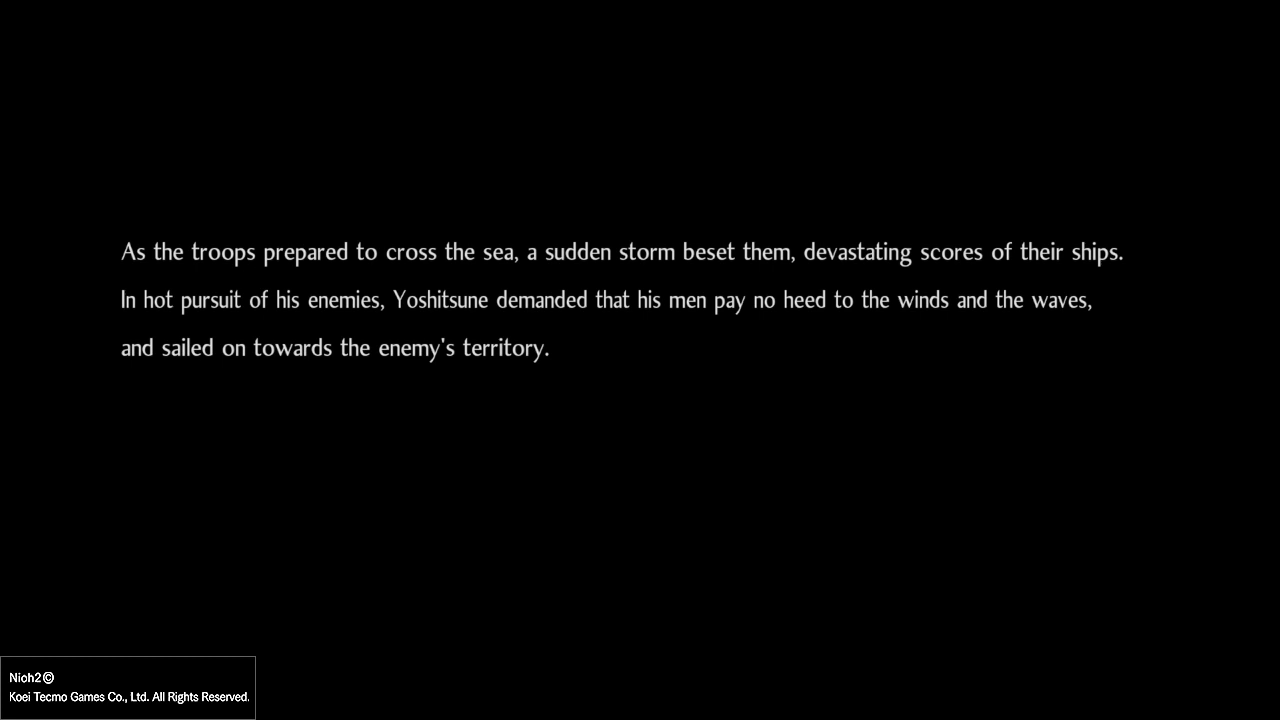 As the troops prepared to cross the sea, a sudden storm beset them, devastating scores of their ships.
In hot pursuit of his enemies, Yoshitsune demanded that his men pay no heed to the winds and the waves,
and sailed on towards the enemy's territory.
Nioh2©
Koei Tecmo Games Co., Ltd. All Rights Reserved.